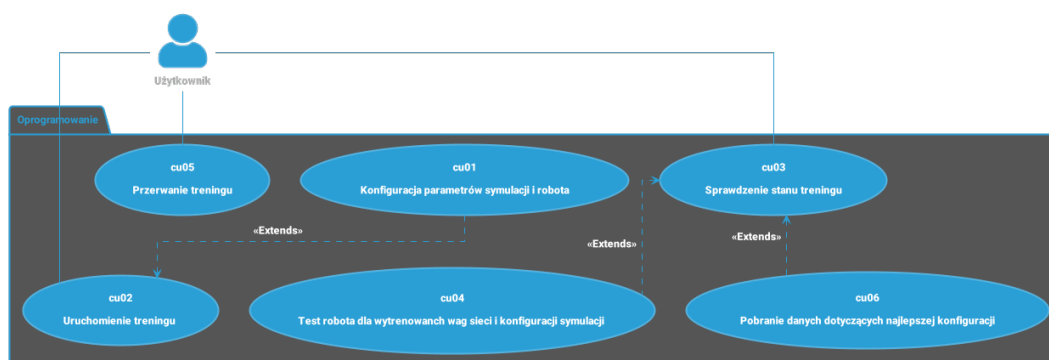 Użytkownik
Oprogramowanie
cu05
Przerwanie treningu
cu01
Konfiguracja parametrów symulacji i robota
cu03
Sprawdzenie stanu treningu
«Extends»
«Extends»
«Extends»
cu02
Uruchomienie treningu
cu04
Test robota dla wytrenowanch wag sieci i konfiguracji symulacji
cu06
Pobranie danych dotyczących najlepszej konfiguracji